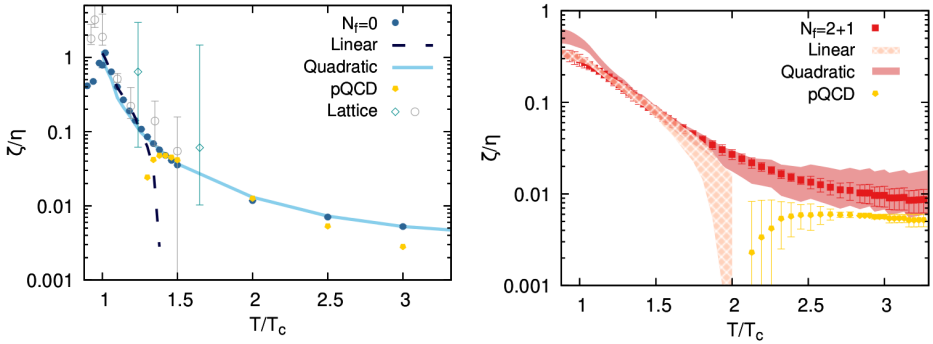 N_f=0
Linear
Quadratic
pQCD
Lattice
ζ/η
1
0.1
0.01
0.001
1
1.5
2
2.5
3
T/T_c
N_f=2+1
Linear
Quadratic
pQCD
ζ/η
1
0.1
0.01
0.001
1
1.5
2
2.5
3
T/T_c